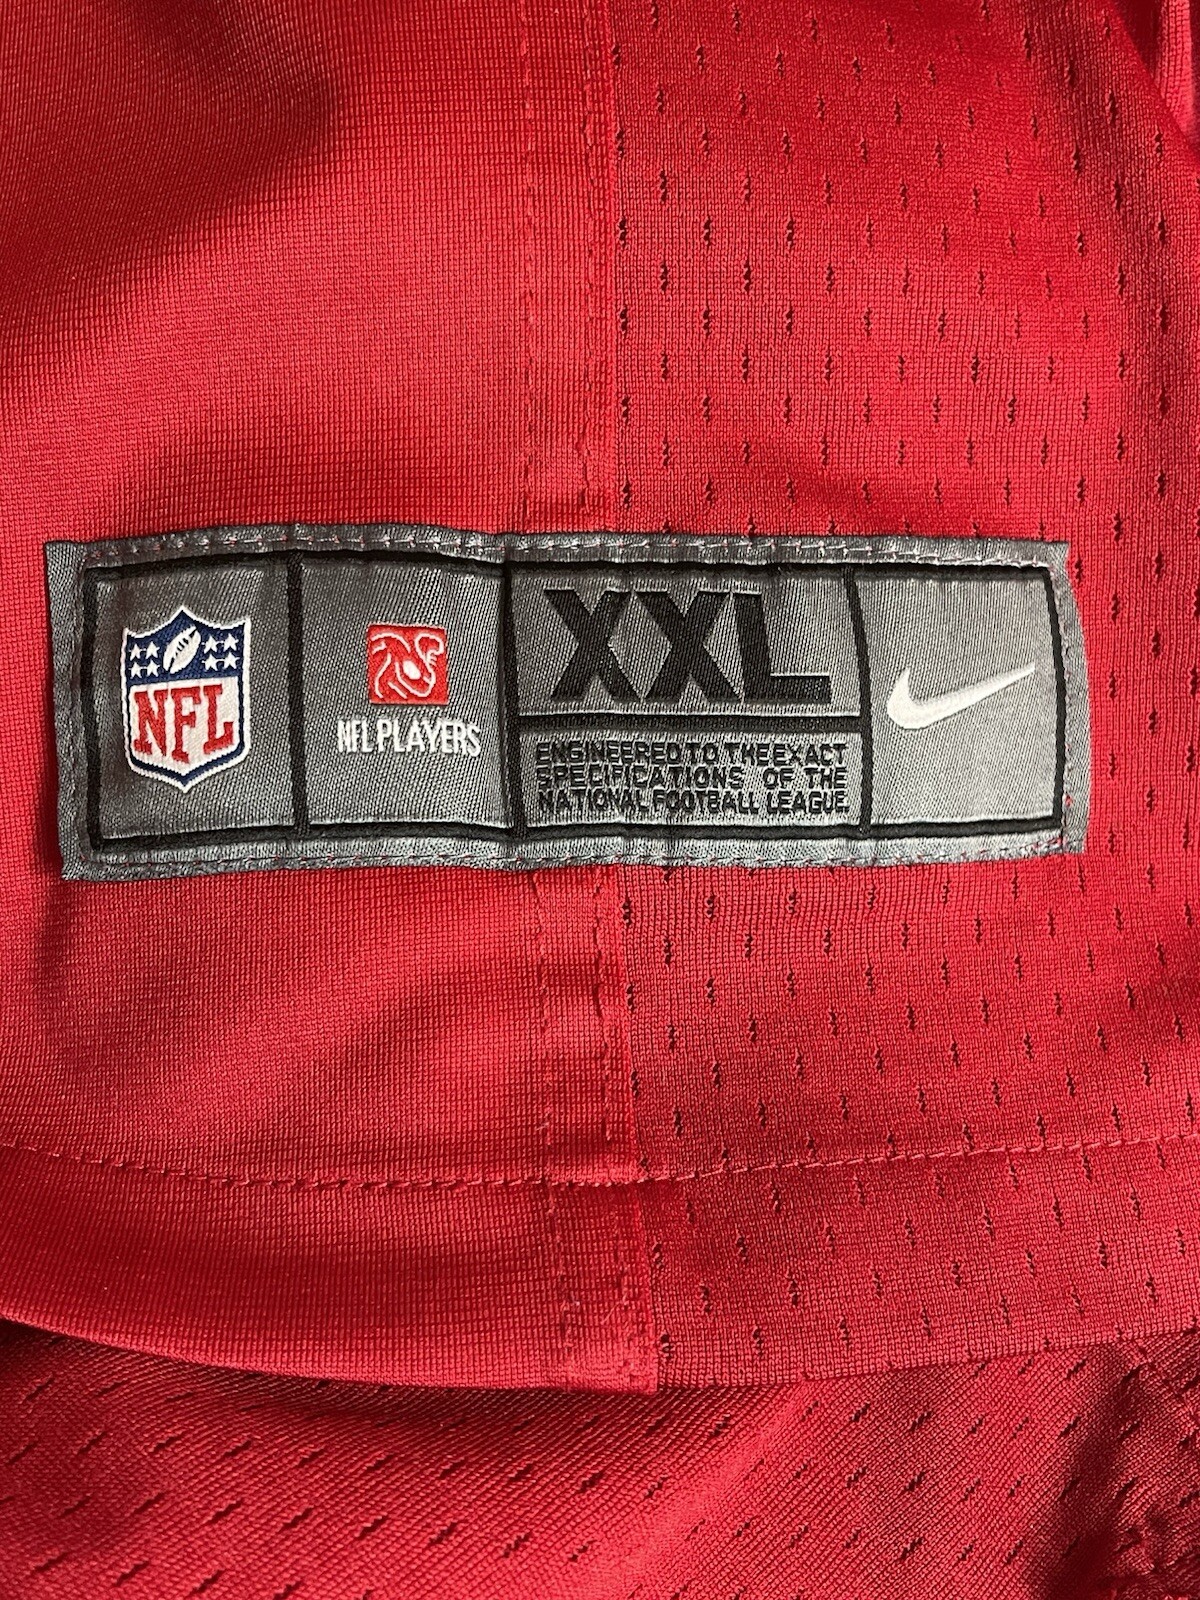 NFL
NFL PLAYERS
XXL
ENGINEERED TO THE EXACT
SPECIFICATIONS OF THE
NATIONAL FOOTBALL LEAGUE